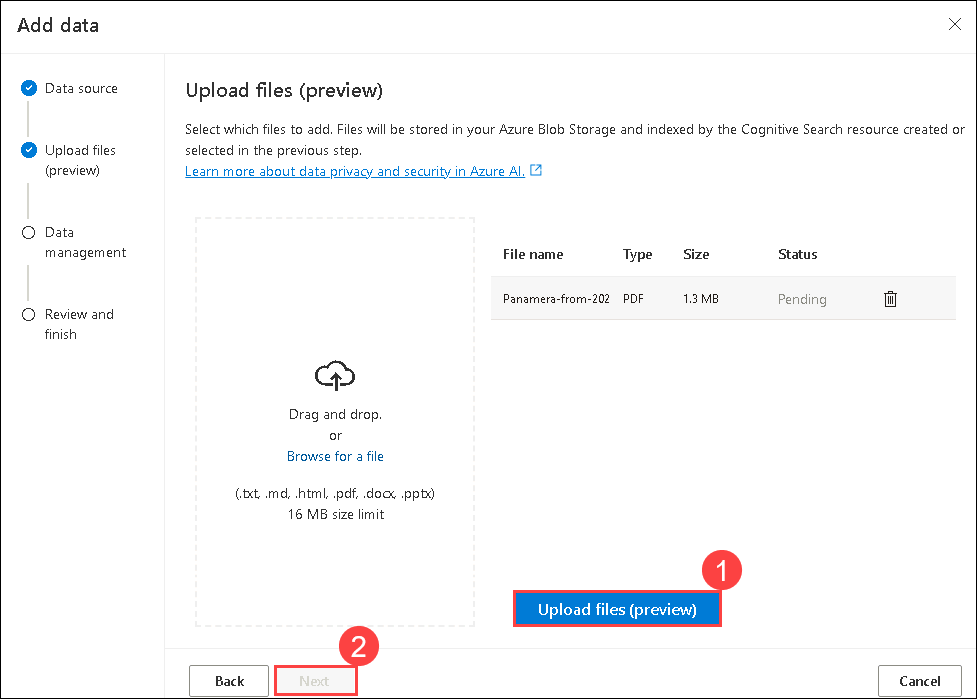 Add data
Data source
Upload files
(preview)
Data
management
Review and
finish
Upload files (preview)
Select which files to add. Files will be stored in your Azure Blob Storage and indexed by the Cognitive Search resource created or
selected in the previous step.
Learn more about data privacy and security in Azure AI.
Drag and drop.
or
Browse for a file
(.txt, .md, .html, .pdf, .docx, .pptx)
16 MB size limit
File name Type Size Status
Panamera-from-202 PDF 1.3 MB Pending
1
Upload files (preview)
2
Back Next Cancel